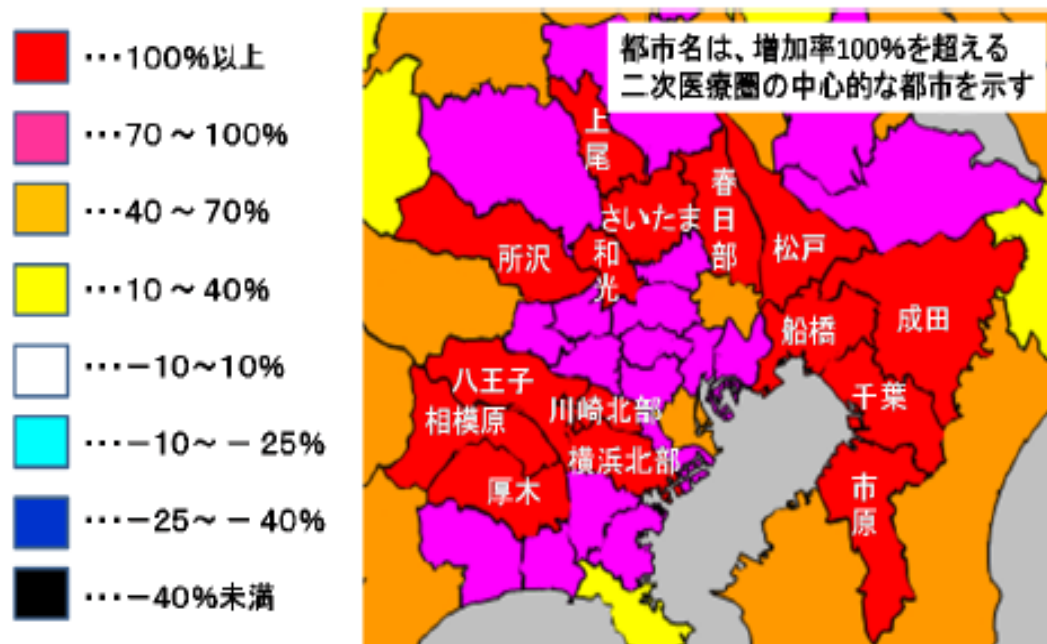 …100%以上
…70～100%
…40～70%
…10～40%
…－10～10%
…－10～－25%
…－25～－40%
…－40%未満
都市名は、増加率100%を超える
二次医療圏の中心的な都市を示す
上尾
さいたま
春日部
和光
所沢
松戸
船橋
成田
八王子
川崎北部
千葉
相模原
横浜北部
厚木
市原